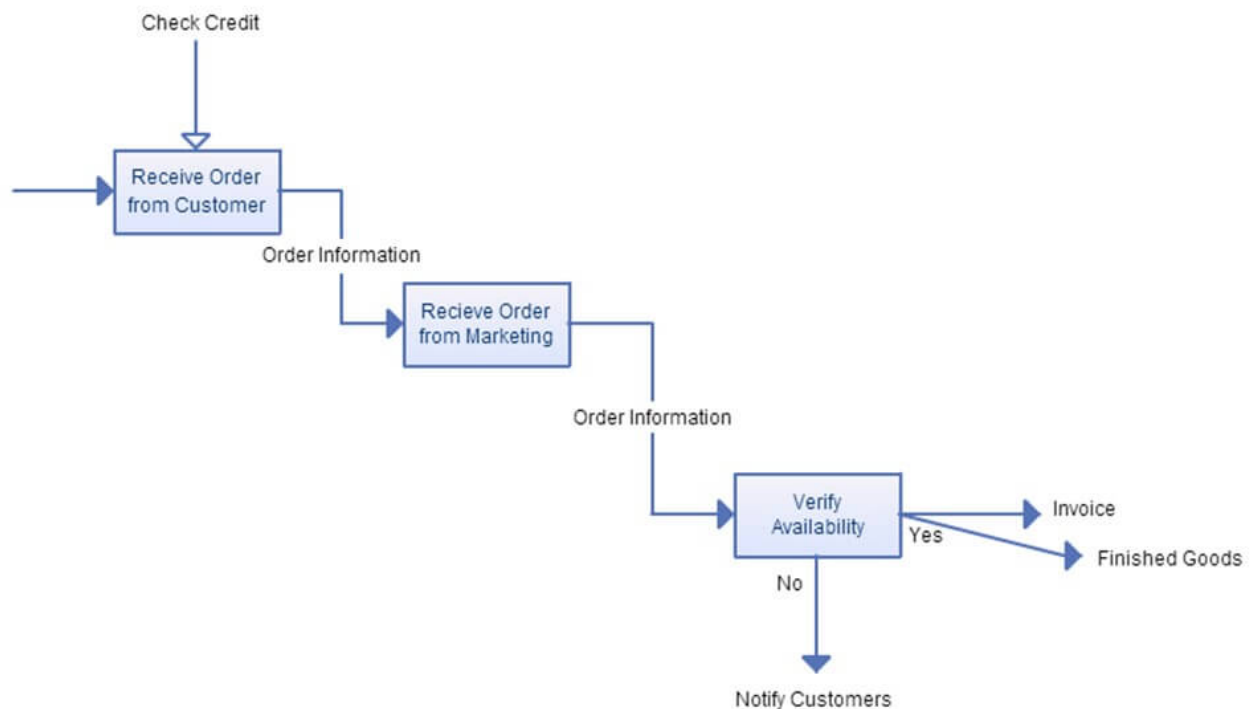 Check Credit
Receive Order
from Customer
Order Information
Recieve Order
from Marketing
Order Information
Verify
Availability
Invoice
Yes
Finished Goods
No
Notify Customers